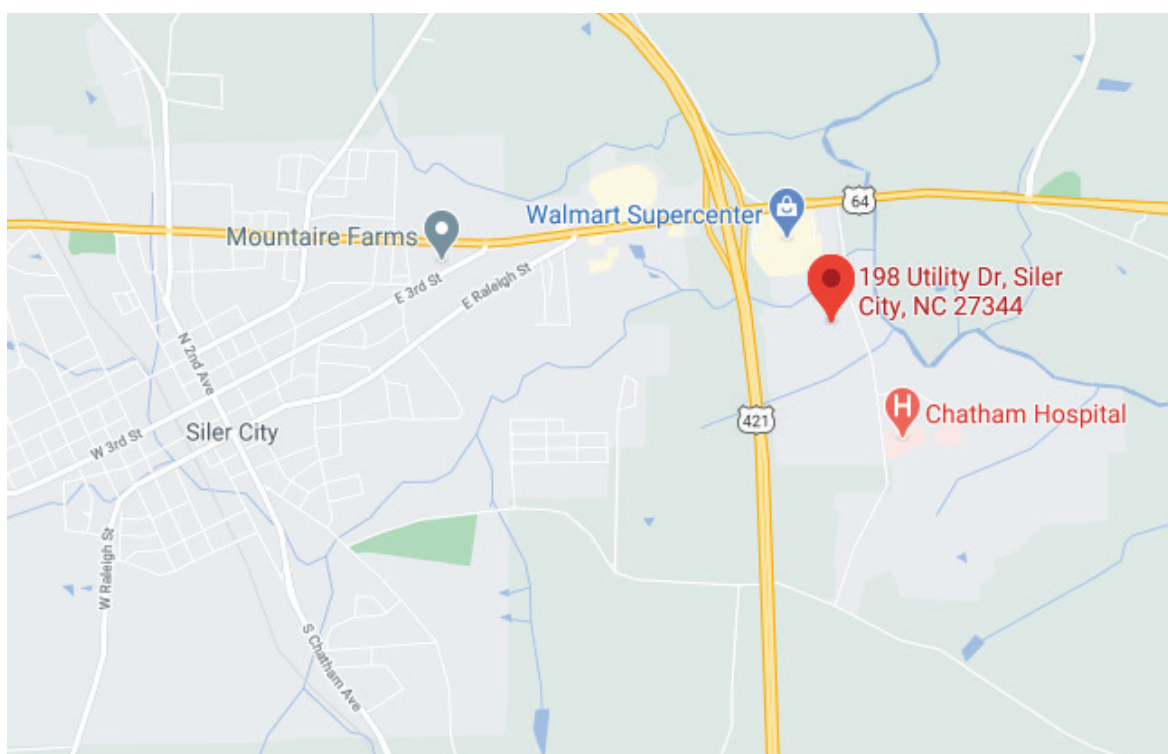 64
Walmart Supercenter
Mountaire Farms
198 Utility Dr, Siler
City, NC 27344
E 3rd St
E Raleigh St
N 2nd Ave
Chatham Hospital
421
Siler City
W 3rd St
W Raleigh St
S Chatham Ave